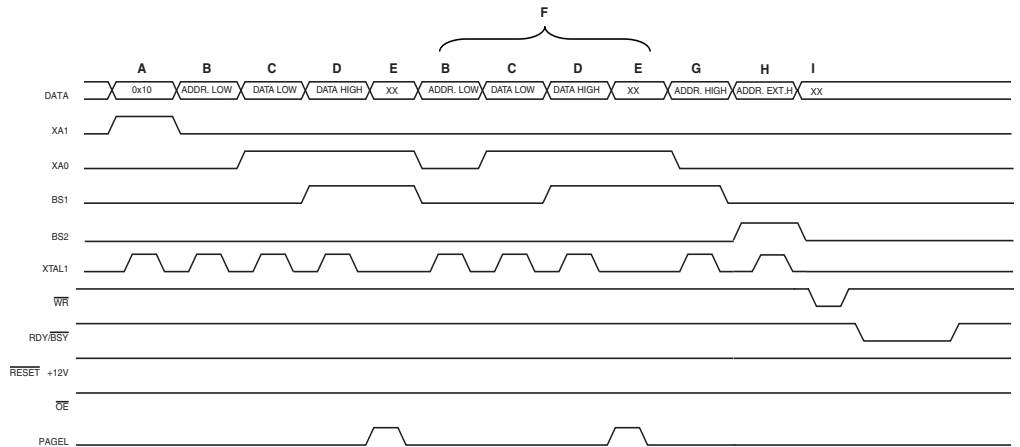 F
A B C D E B C D E G H I
DATA 0x10 ADDR. LOW DATA LOW DATA HIGH XX ADDR. LOW DATA LOW DATA HIGH XX ADDR. HIGH ADDR. EXT.H XX
XA1
XA0
BS1
BS2
XTAL1
WR
RDY/BSY
RESET +12V
OE
PAGEL